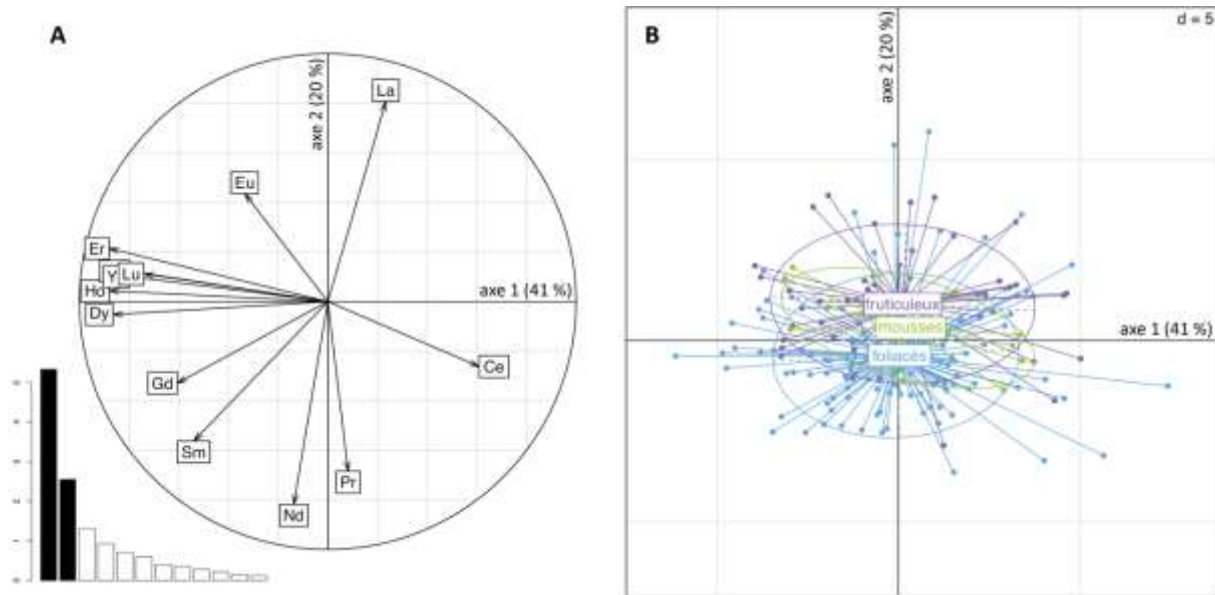 A
axe 2 (20 %)
La
Eu
Er
Y
Lu
Ho
Dy
axe 1 (41 %)
Ce
Gd
Sm
Pr
Nd
B
axe 2 (20 %)
d = 5
fruticuleux
mousses
foliacés
axe 1 (41 %)